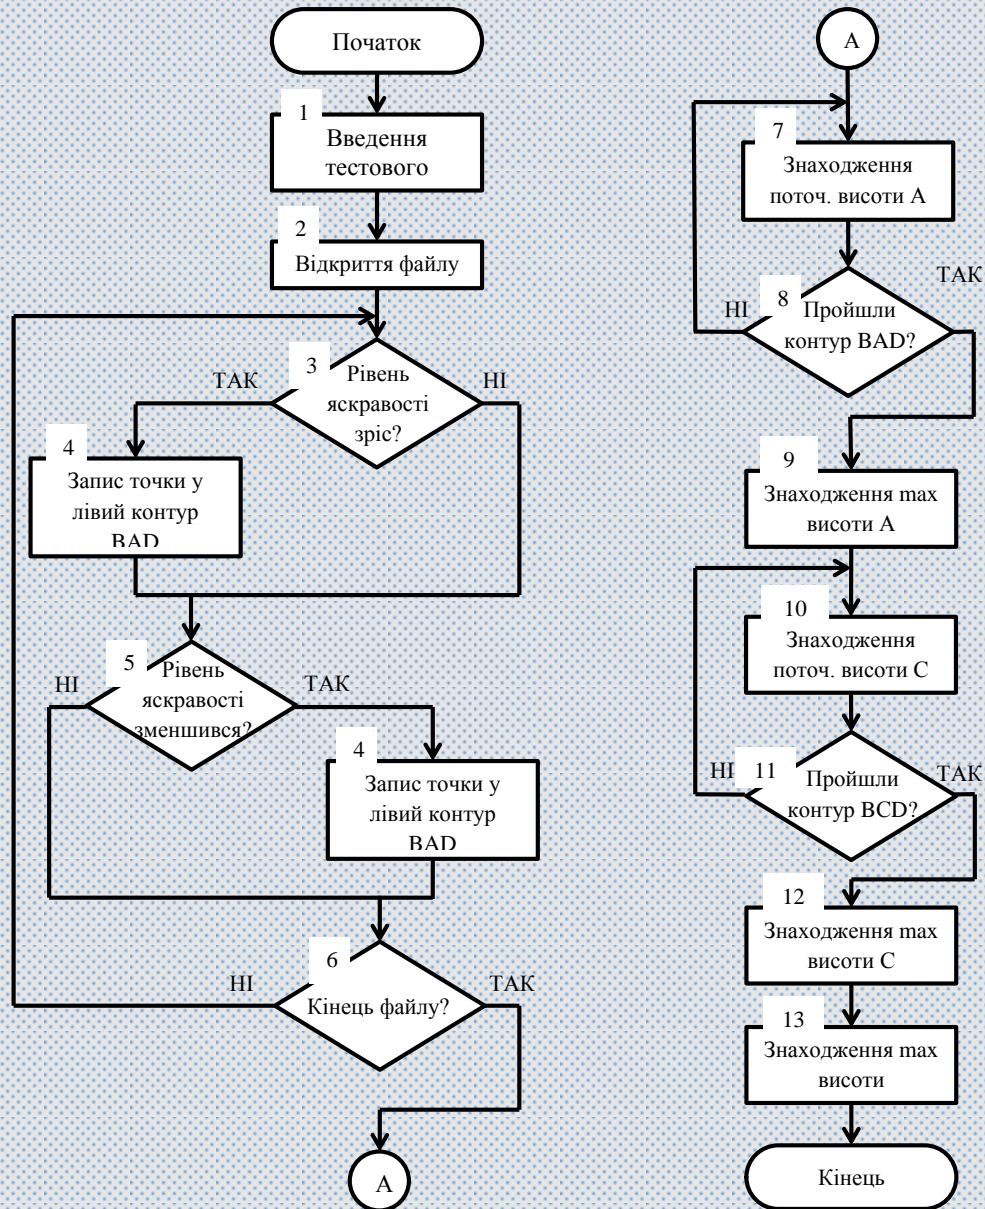 Початок
1
Введення
тестового
2
Відкриття файлу
3
Рівень
яскравості
зріс?
ТАК
НІ
4
Запис точки у
лівий контур
BAD
5
Рівень
яскравості
зменшився?
НІ
ТАК
4
Запис точки у
лівий контур
BAD
6
Кінець файлу?
НІ
ТАК
А
А
7
Знаходження
поточ. висоти А
8
Пройшли
контур BAD?
НІ
ТАК
9
Знаходження max
висоти А
10
Знаходження
поточ. висоти С
11
Пройшли
контур BCD?
НІ
ТАК
12
Знаходження max
висоти С
13
Знаходження max
висоти
Кінець